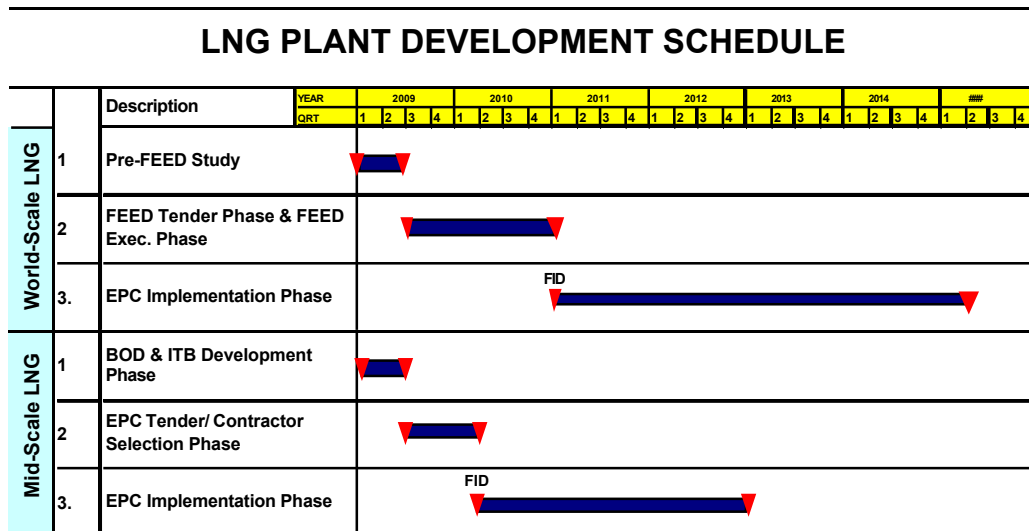 LNG PLANT DEVELOPMENT SCHEDULE
Description YEAR 2009 2010 2011 2012 2013 2014 ###
QRT 1 2 3 4 1 2 3 4 1 2 3 4 1 2 3 4 1 2 3 4 1 2 3 4 1 2 3 4
World-Scale LNG
1 Pre-FEED Study
2 FEED Tender Phase & FEED
Exec. Phase
FID
3. EPC Implementation Phase
Mid-Scale LNG
1 BOD & ITB Development
Phase
2 EPC Tender/ Contractor
Selection Phase
FID
3. EPC Implementation Phase